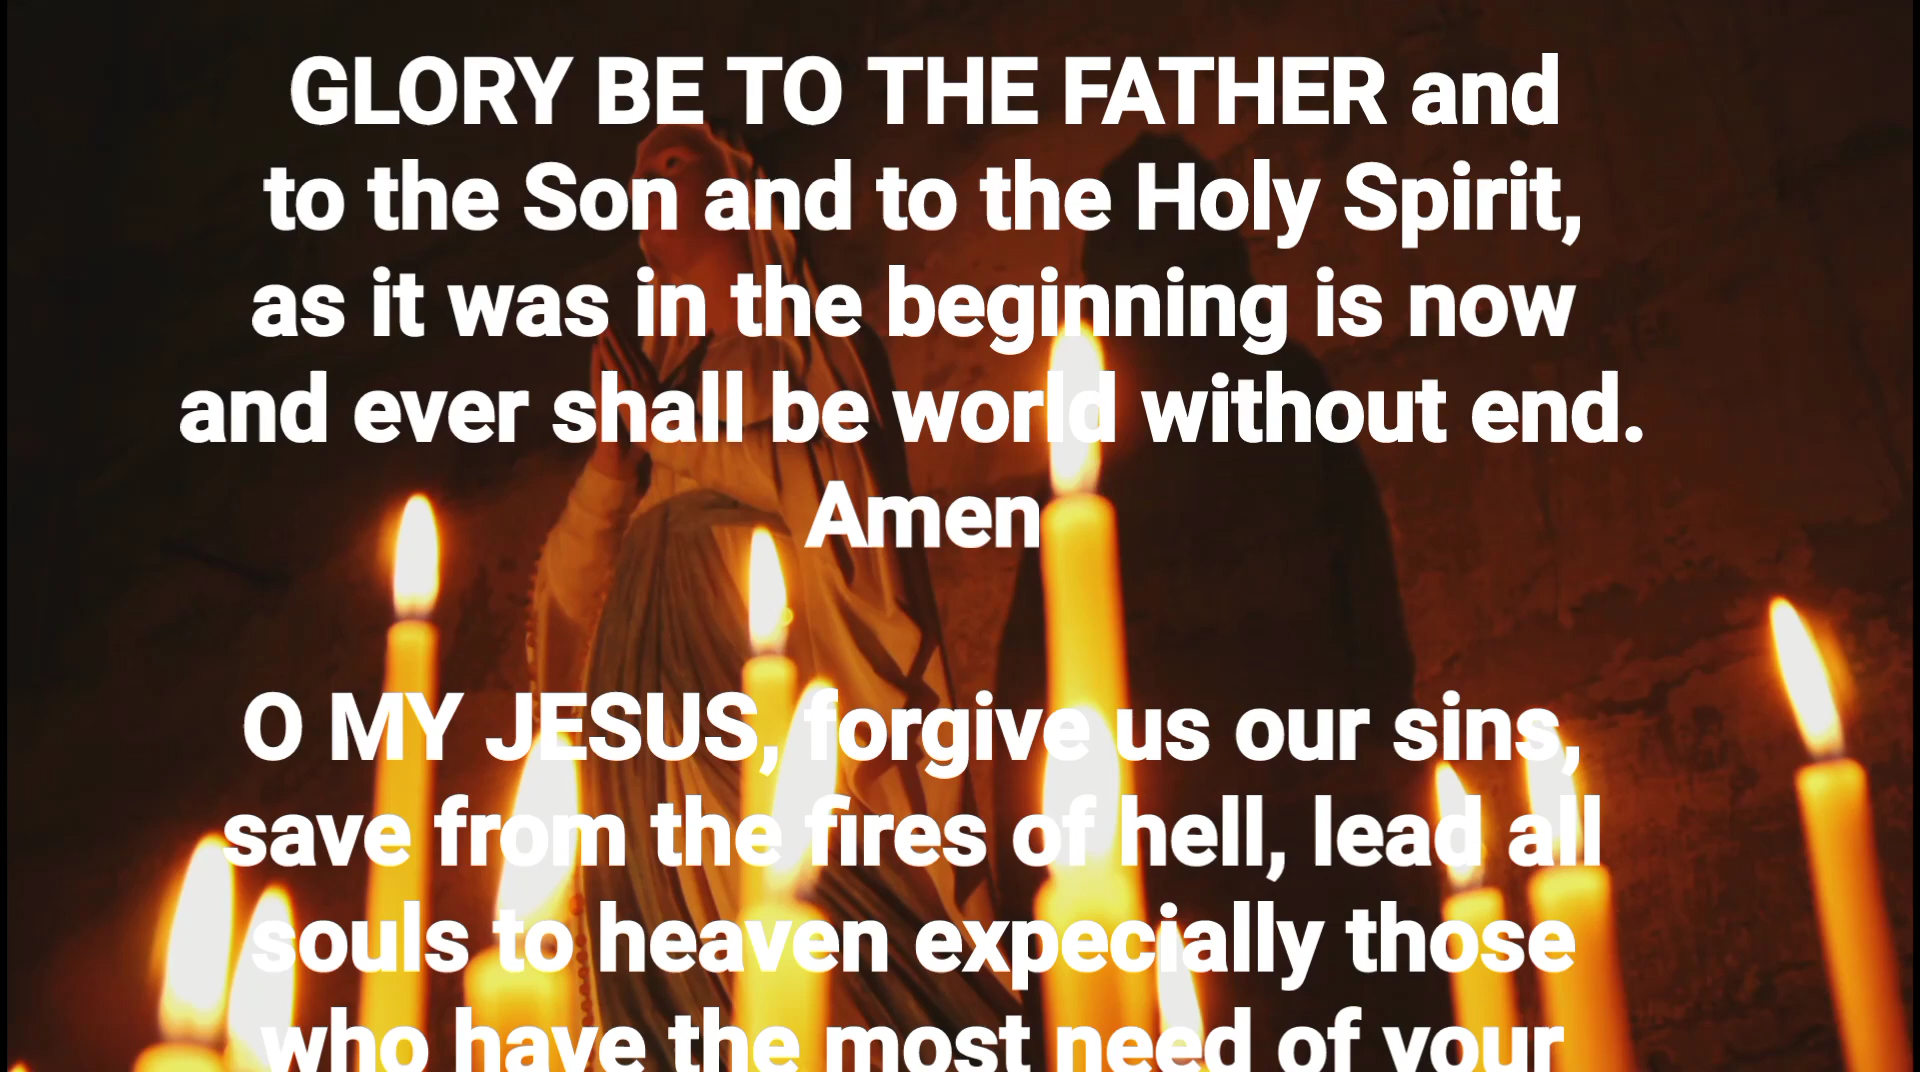 GLORY BE TO THE FATHER and
to the Son and to the Holy Spirit,
as it was in the beginning is now
and ever shall be world without end.
Amen
O MY JESUS, forgive us our sins,
save from the fires of hell, lead all
souls to heaven expecially those
who have the most need of your